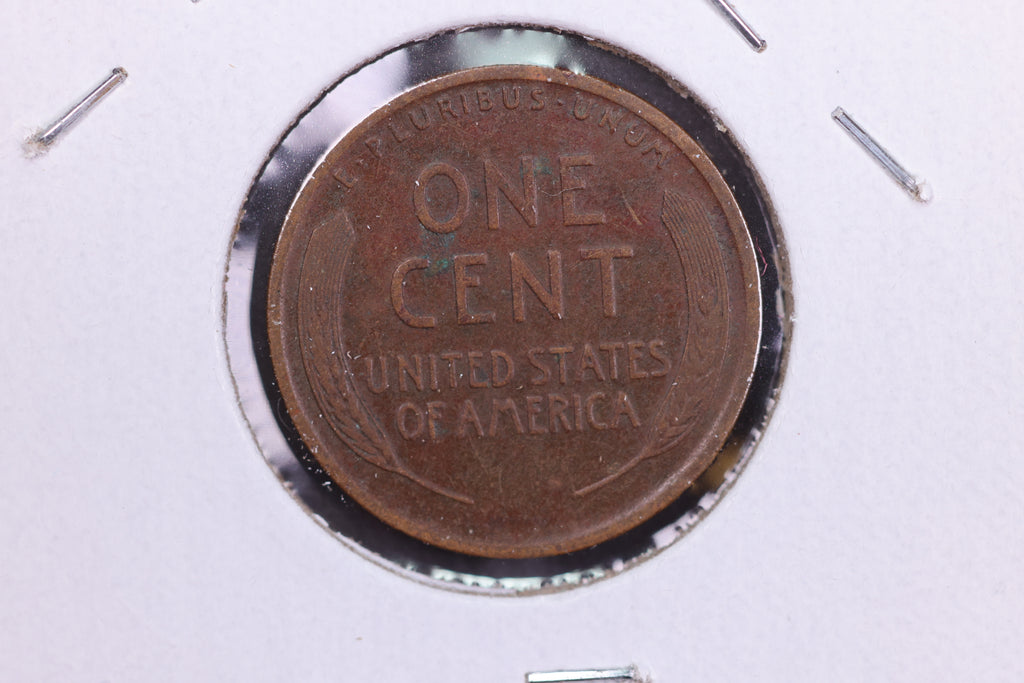 E·PLURIBUS·UNUM
ONE
CENT
UNITED STATES
OF AMERICA